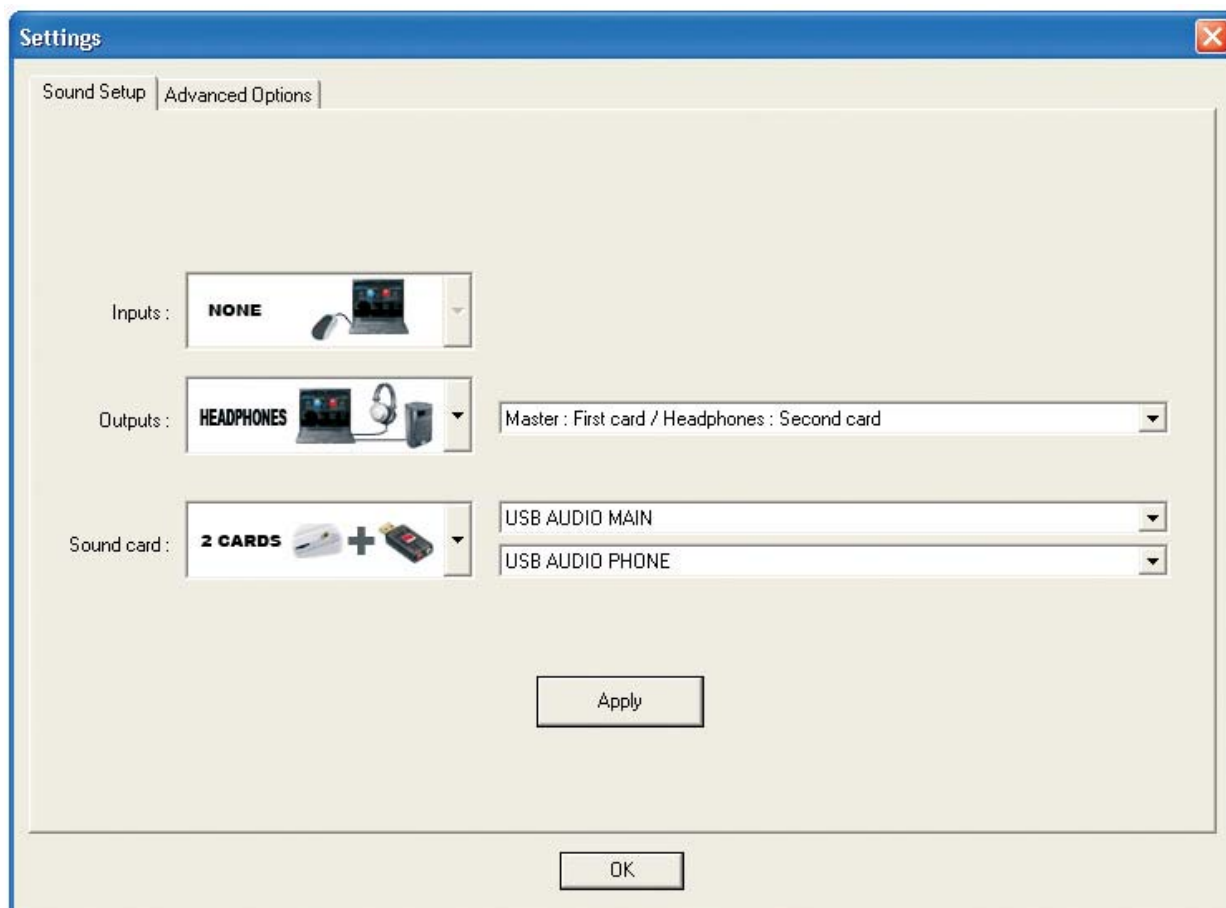 Settings
Sound Setup
Advanced Options
Inputs :
NONE
Outputs :
HEADPHONES
Master : First card / Headphones : Second card
Sound card :
2 CARDS
USB AUDIO MAIN
USB AUDIO PHONE
Apply
OK